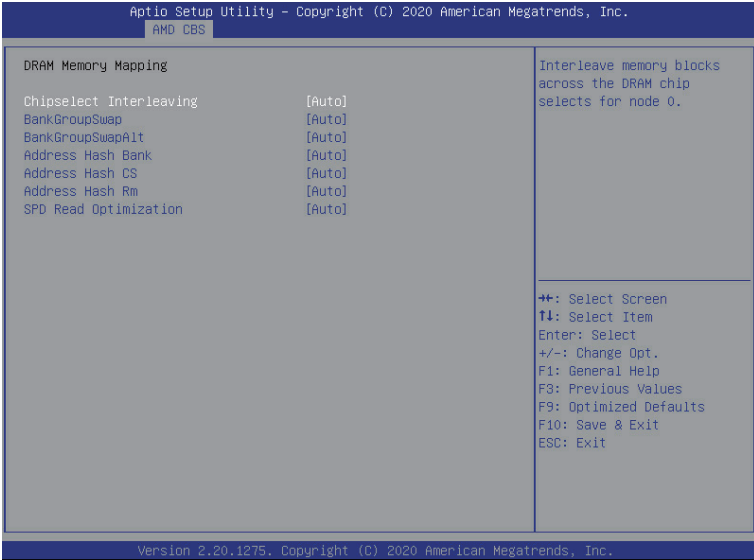 Aptio Setup Utility – Copyright (C) 2020 American Megatrends, Inc.
AMD CBS
DRAM Memory Mapping
Chipselect Interleaving [Auto]
BankGroupSwap [Auto]
BankGroupSwapAlt [Auto]
Address Hash Bank [Auto]
Address Hash CS [Auto]
Address Hash Rm [Auto]
SPD Read Optimization [Auto]
Interleave memory blocks
across the DRAM chip
selects for node 0.
→←: Select Screen
↑↓: Select Item
Enter: Select
+/-: Change Opt.
F1: General Help
F3: Previous Values
F9: Optimized Defaults
F10: Save & Exit
ESC: Exit
Version 2.20.1275. Copyright (C) 2020 American Megatrends, Inc.